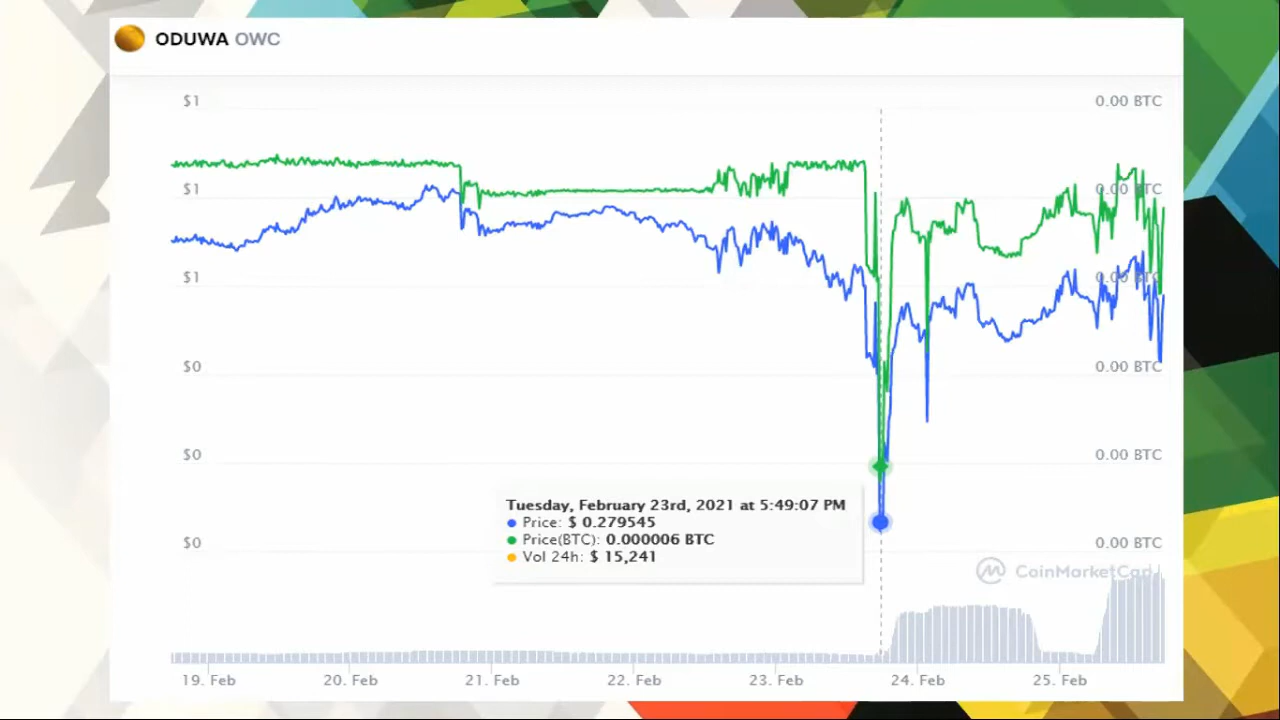 ODUWA OWC
$1 0.00 BTC
$1 0.00 BTC
$1 0.00 BTC
$0 0.00 BTC
$0 0.00 BTC
Tuesday, February 23rd, 2021 at 5:49:07 PM
Price: $ 0.279545
Price(BTC): 0.000006 BTC
$0 0.00 BTC
Vol 24h: $ 15,241
CoinMarketCap
19. Feb 20. Feb 21. Feb 22. Feb 23. Feb 24. Feb 25. Feb